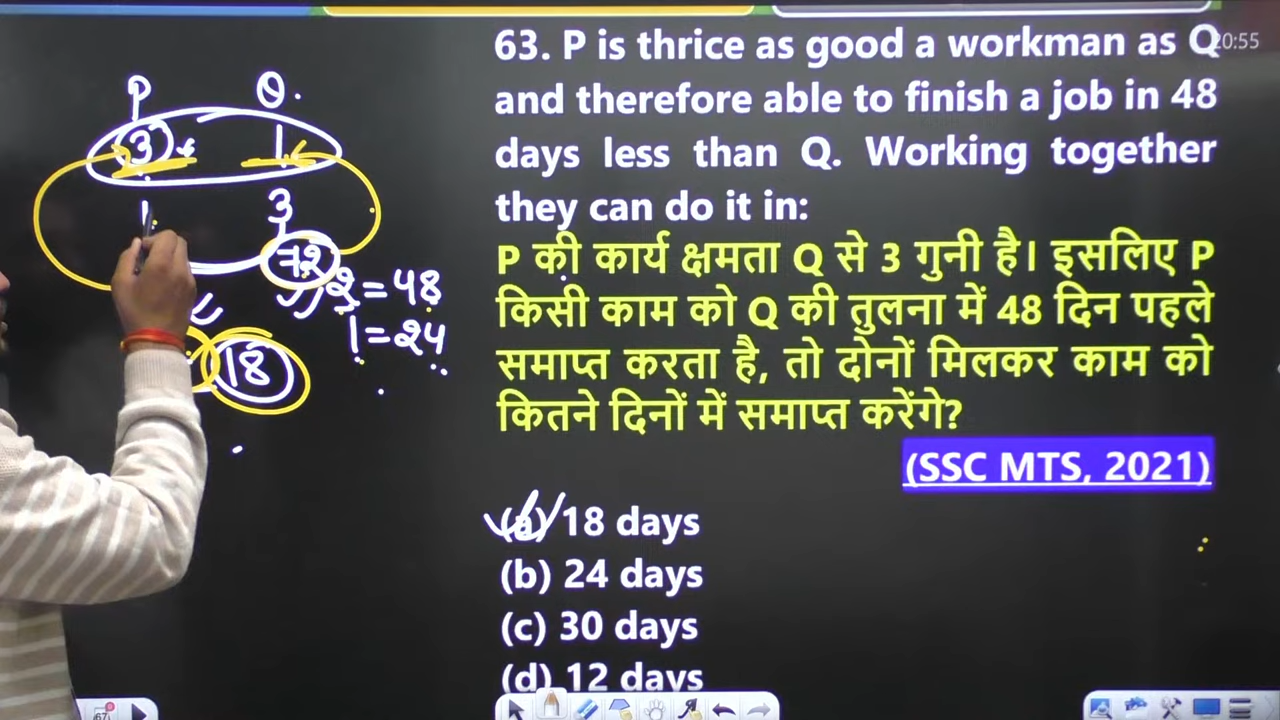 63. P is thrice as good a workman as Q
20:55
and therefore able to finish a job in 48
days less than Q. Working together
they can do it in:
P की कार्य क्षमता Q से 3 गुनी है। इसलिए P
किसी काम को Q की तुलना में 48 दिन पहले
समाप्त करता है, तो दोनों मिलकर काम को
कितने दिनों में समाप्त करेंगे?
(SSC MTS, 2021)
(a) 18 days
(b) 24 days
(c) 30 days
(d) 12 days
P Q
3 1
1 3
72
2=48
1=24
18
67